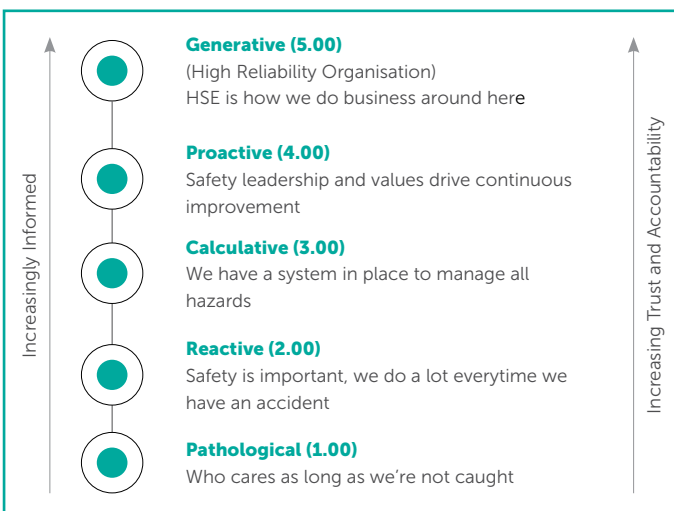 Generative (5.00)
(High Reliability Organisation)
HSE is how we do business around here
Proactive (4.00)
Safety leadership and values drive continuous
improvement
Calculative (3.00)
We have a system in place to manage all
hazards
Reactive (2.00)
Safety is important, we do a lot everytime we
have an accident
Pathological (1.00)
Who cares as long as we're not caught
Increasingly Informed
Increasing Trust and Accountability